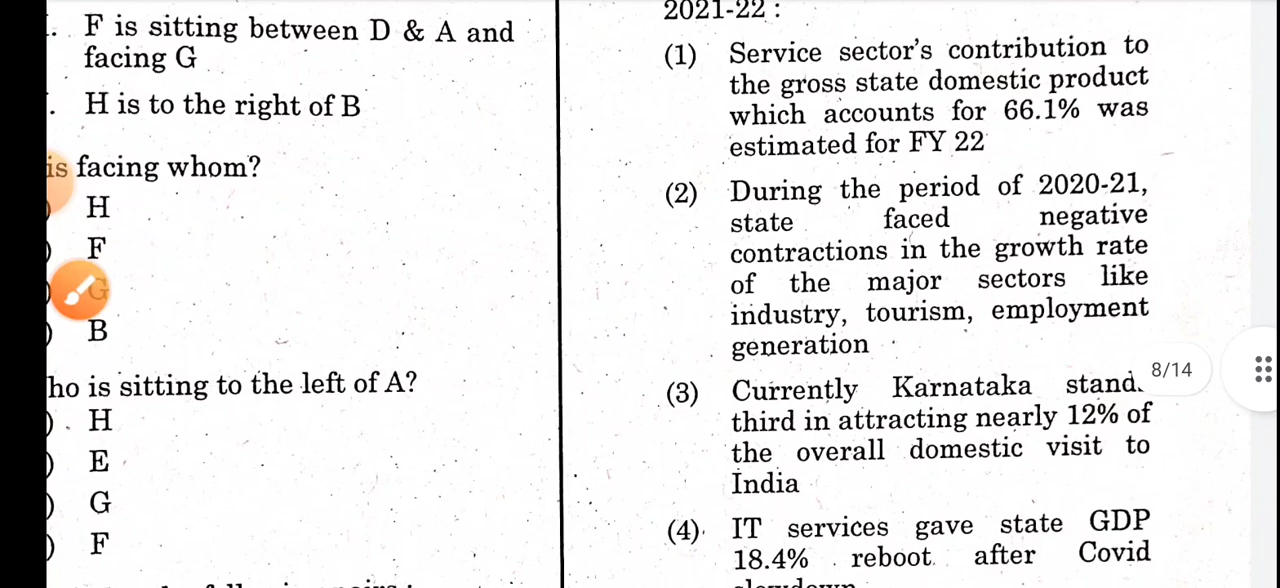 F is sitting between D & A and
facing G
H is to the right of B
is facing whom?
H
F
G
B
ho is sitting to the left of A?
H
E
G
F
2021-22 :
(1) Service sector's contribution to
the gross state domestic product
which accounts for 66.1% was
estimated for FY 22
(2) During the period of 2020-21,
state faced negative
contractions in the growth rate
of the major sectors like
industry, tourism, employment
generation
(3) Currently Karnataka stand
third in attracting nearly 12% of
the overall domestic visit to
India
(4) IT services gave state GDP
18.4% reboot after Covid
8/14